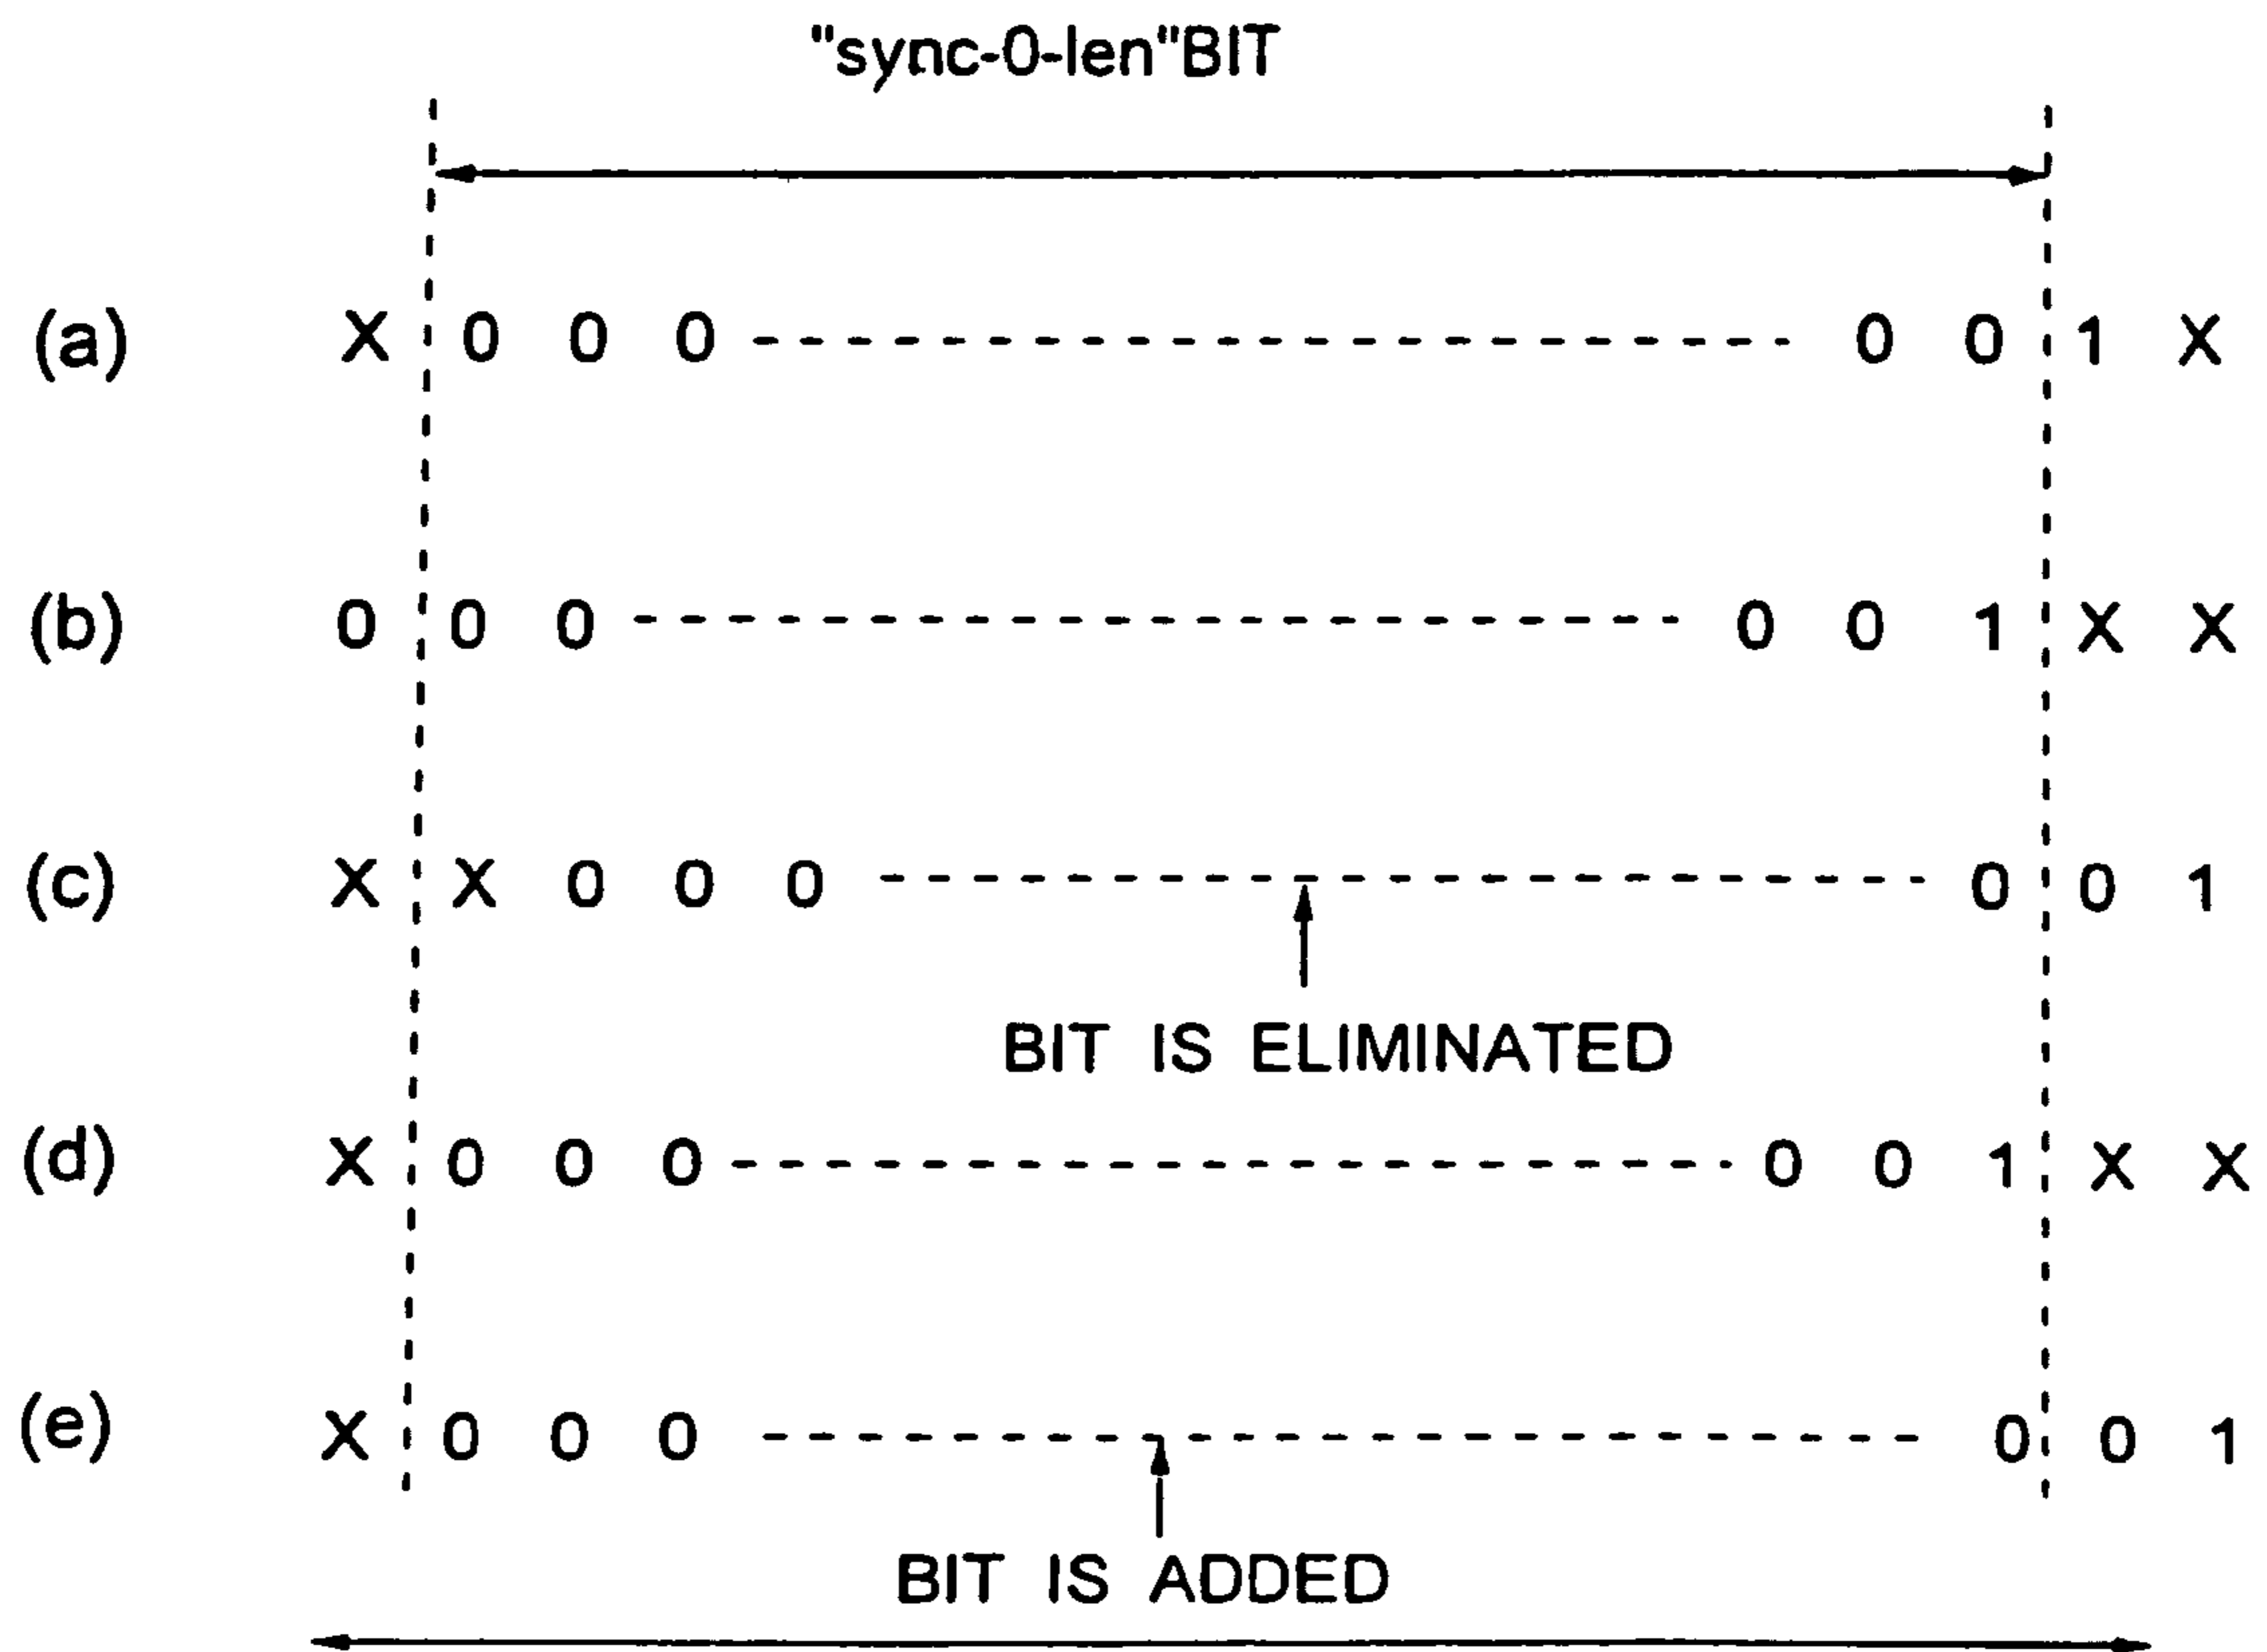 "sync-0-len"BIT
(a) X 0 0 0 - - - - - - - - - - - - - - - - - - - - - - 0 0 1 X
(b) 0 0 0 - - - - - - - - - - - - - - - - - - - - - - - 0 0 1 X X
(c) X X 0 0 0 - - - - - - - - - - - - - - - - - - - - - - - 0 0 1
BIT IS ELIMINATED
(d) X 0 0 0 - - - - - - - - - - - - - - - - - - - - - - 0 0 1 X X
(e) X 0 0 0 - - - - - - - - - - - - - - - - - - - - - - - - - 0 0 1
BIT IS ADDED